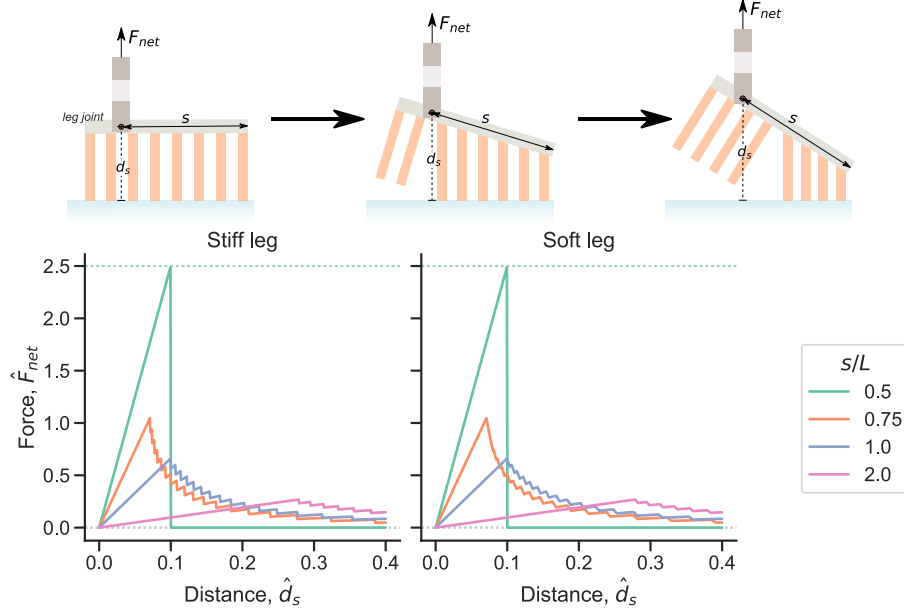 F_net
F_net
F_net
leg joint
s
s
s
d_s
d_s
d_s
Stiff leg
Soft leg
2.5
2.0
1.5
1.0
0.5
0.0
Force, F̂_net
0.0 0.1 0.2 0.3 0.4
0.0 0.1 0.2 0.3 0.4
Distance, d̂_s
Distance, d̂_s
s/L
0.5
0.75
1.0
2.0